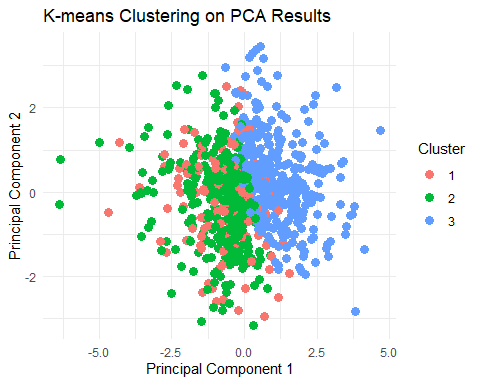 K-means Clustering on PCA Results
Principal Component 2
2
0
-2
-5.0
-2.5
0.0
2.5
5.0
Principal Component 1
Cluster
1
2
3